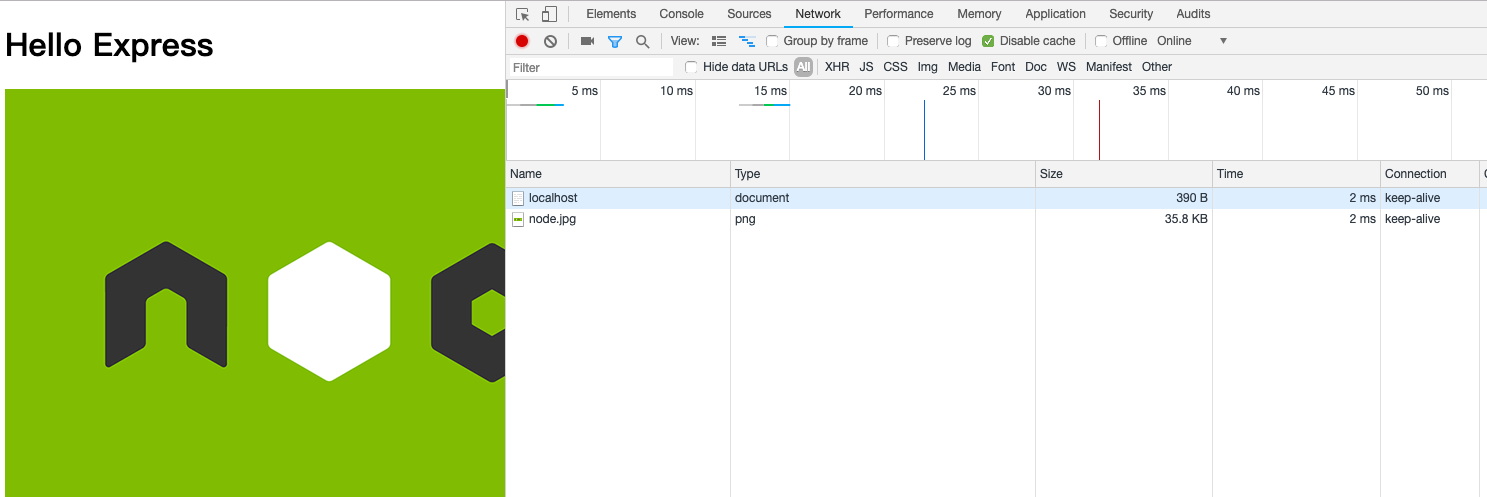 Hello Express
Elements Console Sources Network Performance Memory Application Security Audits
View: Group by frame Preserve log Disable cache Offline Online ▼
Filter Hide data URLs All XHR JS CSS Img Media Font Doc WS Manifest Other
5 ms 10 ms 15 ms 20 ms 25 ms 30 ms 35 ms 40 ms 45 ms 50 ms
Name Type Size Time Connection
localhost document 390 B 2 ms keep-alive
node.jpg png 35.8 KB 2 ms keep-alive